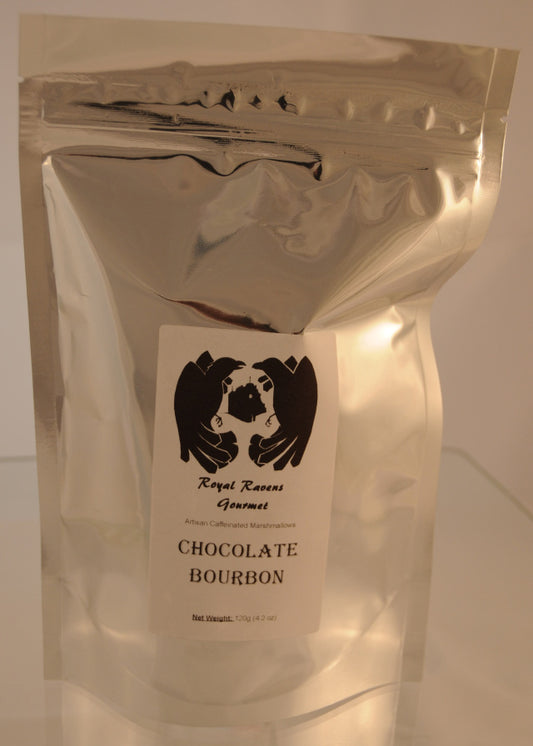 Royal Ravens
Gourmet
Artisan Caffeinated Marshmallows
CHOCOLATE
BOURBON
Net Weight: 120g (4.2 oz)